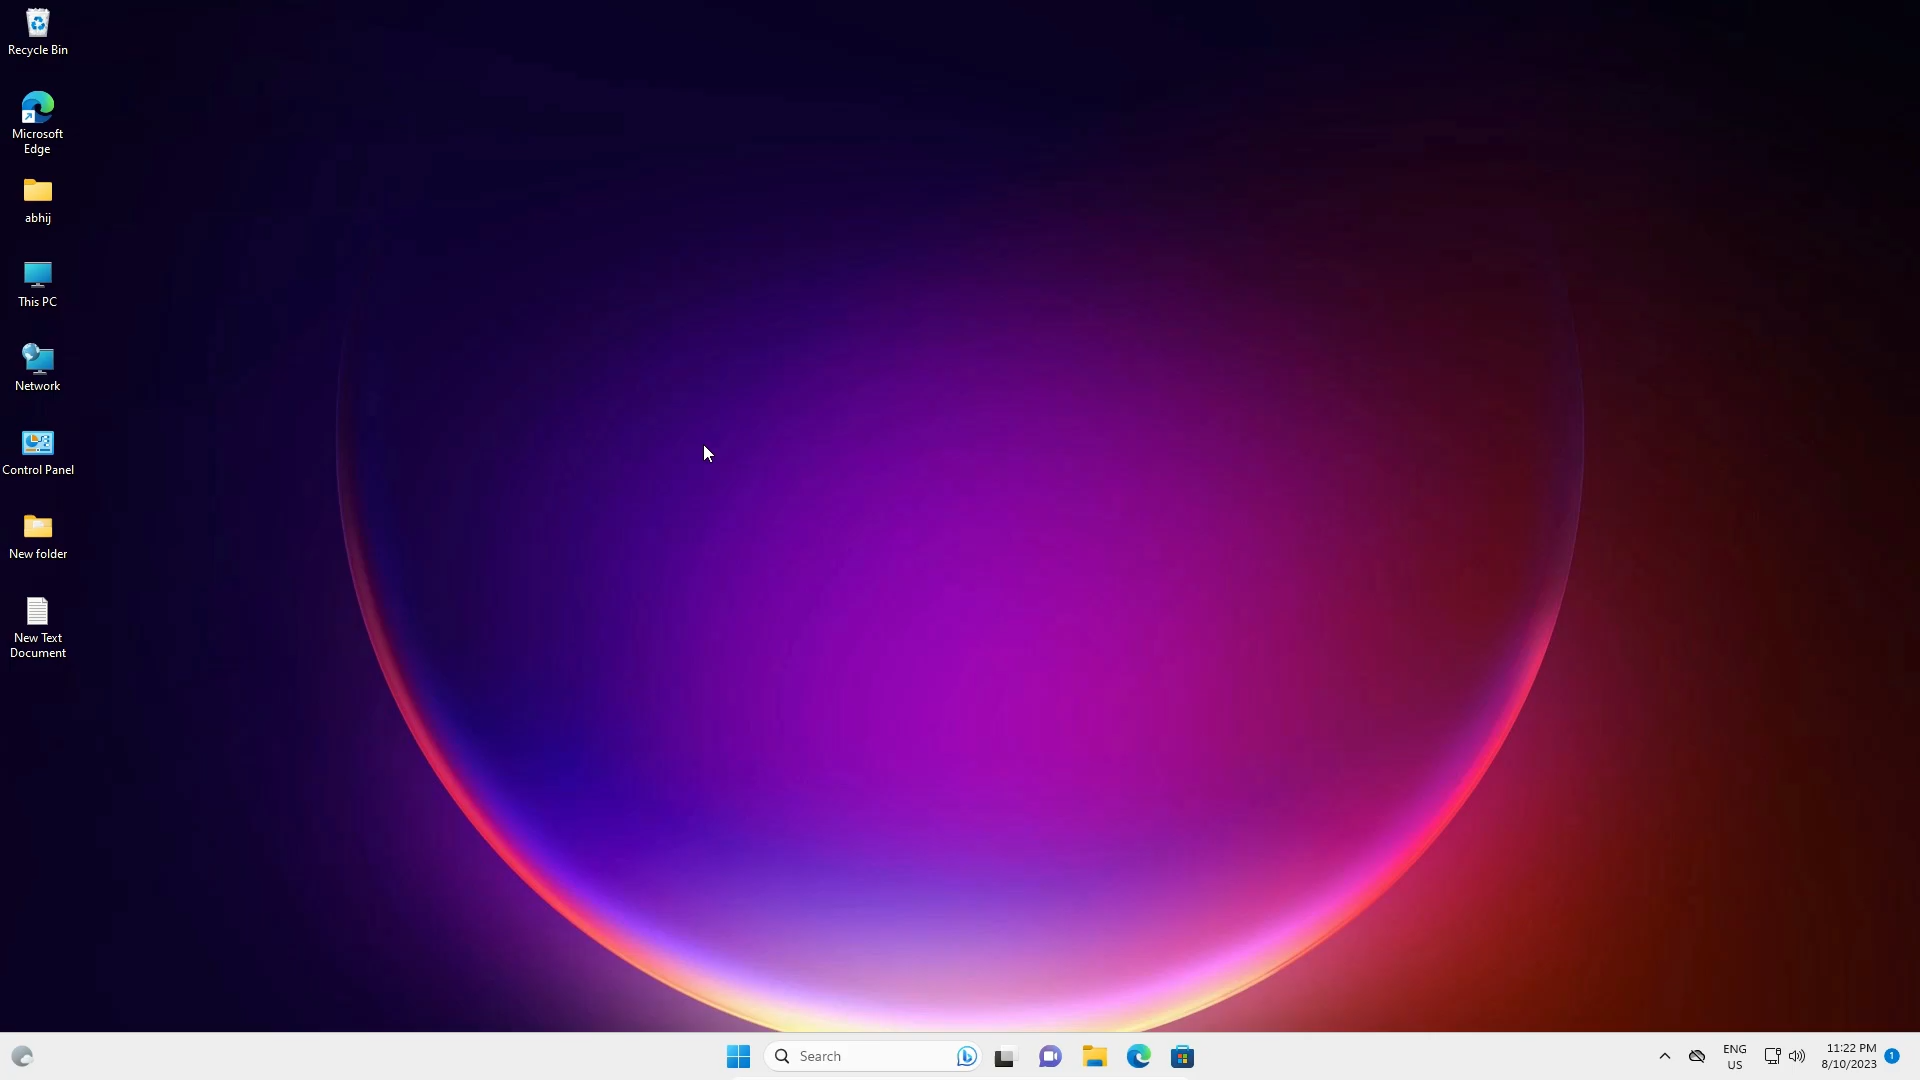 Recycle Bin
Microsoft
Edge
abhij
This PC
Network
Control Panel
New folder
New Text
Document
Search
ENG
US
11:22 PM
8/10/2023
1